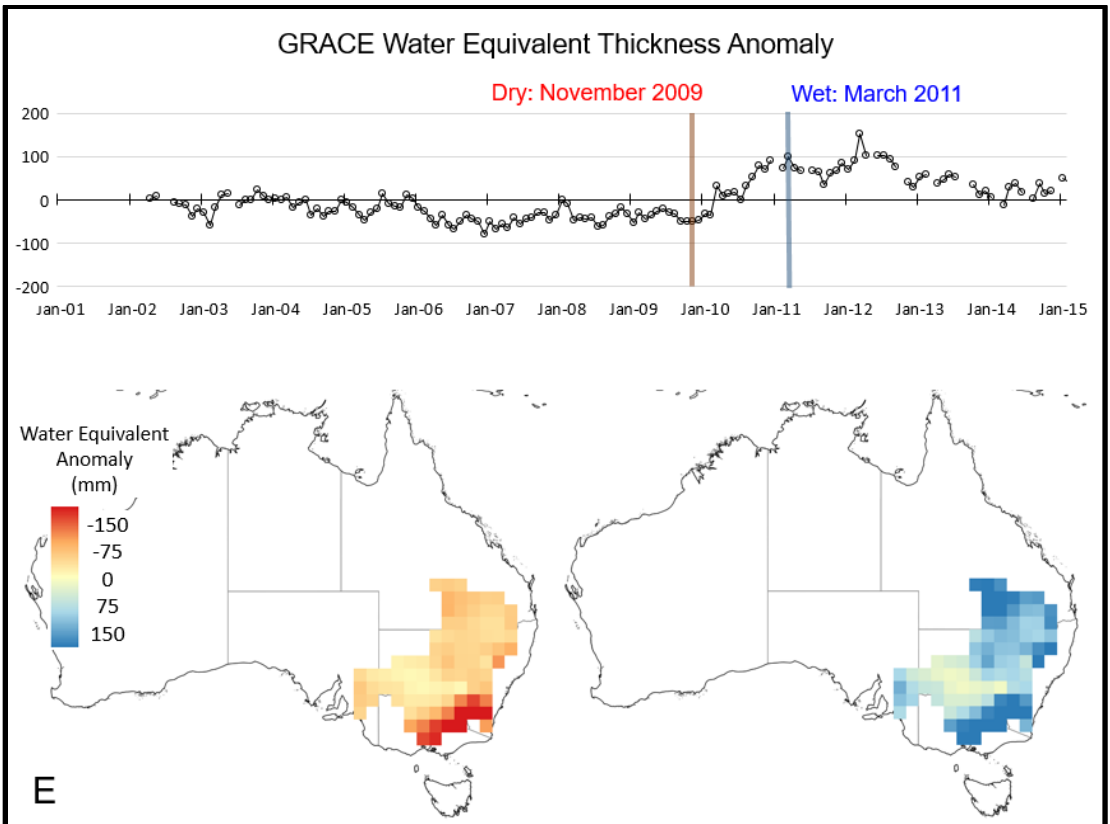 GRACE Water Equivalent Thickness Anomaly
Dry: November 2009
Wet: March 2011
200
100
0
-100
-200
Jan-01 Jan-02 Jan-03 Jan-04 Jan-05 Jan-06 Jan-07 Jan-08 Jan-09 Jan-10 Jan-11 Jan-12 Jan-13 Jan-14 Jan-15
Water Equivalent
Anomaly
(mm)
-150
-75
0
75
150
E